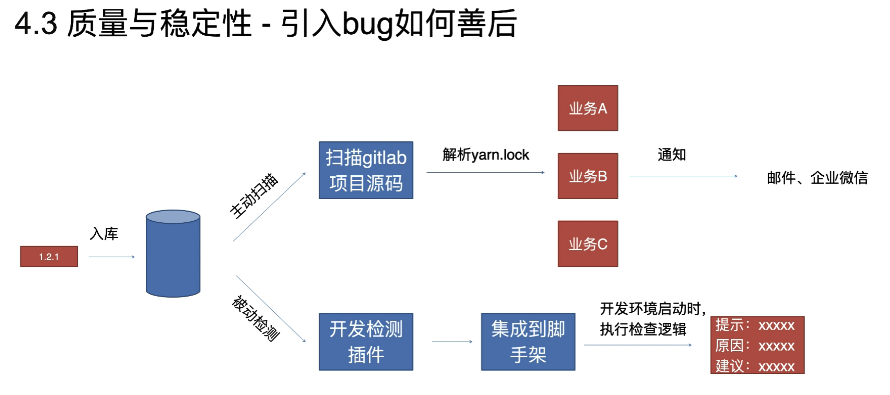 4.3 质量与稳定性 - 引入bug如何善后
1.2.1
入库
主动扫描
扫描gitlab
项目源码
解析yarn.lock
业务A
业务B
业务C
通知
邮件、企业微信
被动检测
开发检测
插件
集成到脚
手架
开发环境启动时，
执行检查逻辑
提示：xxxxx
原因：xxxxx
建议：xxxxx